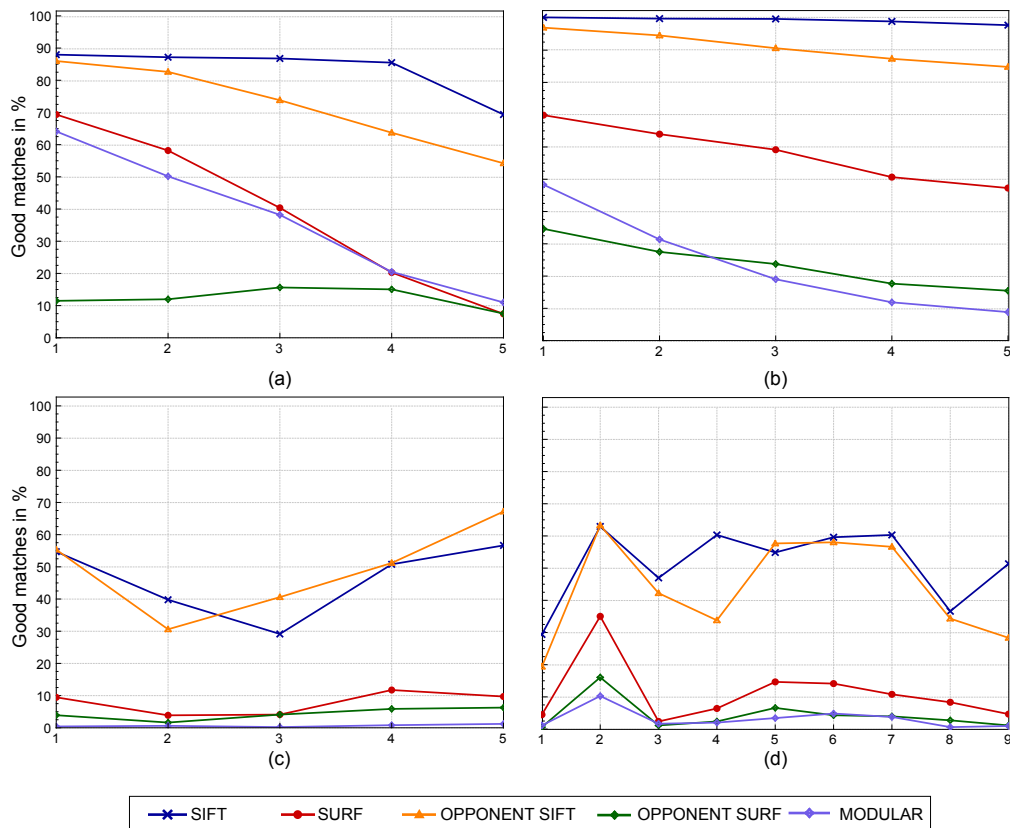 100
90
80
70
60
50
40
30
20
10
0
Good matches in %
1 2 3 4 5
(a)
1 2 3 4 5
(b)
100
90
80
70
60
50
40
30
20
10
0
Good matches in %
1 2 3 4 5
(c)
1 2 3 4 5 6 7 8 9
(d)
SIFT SURF OPPONENT SIFT OPPONENT SURF MODULAR